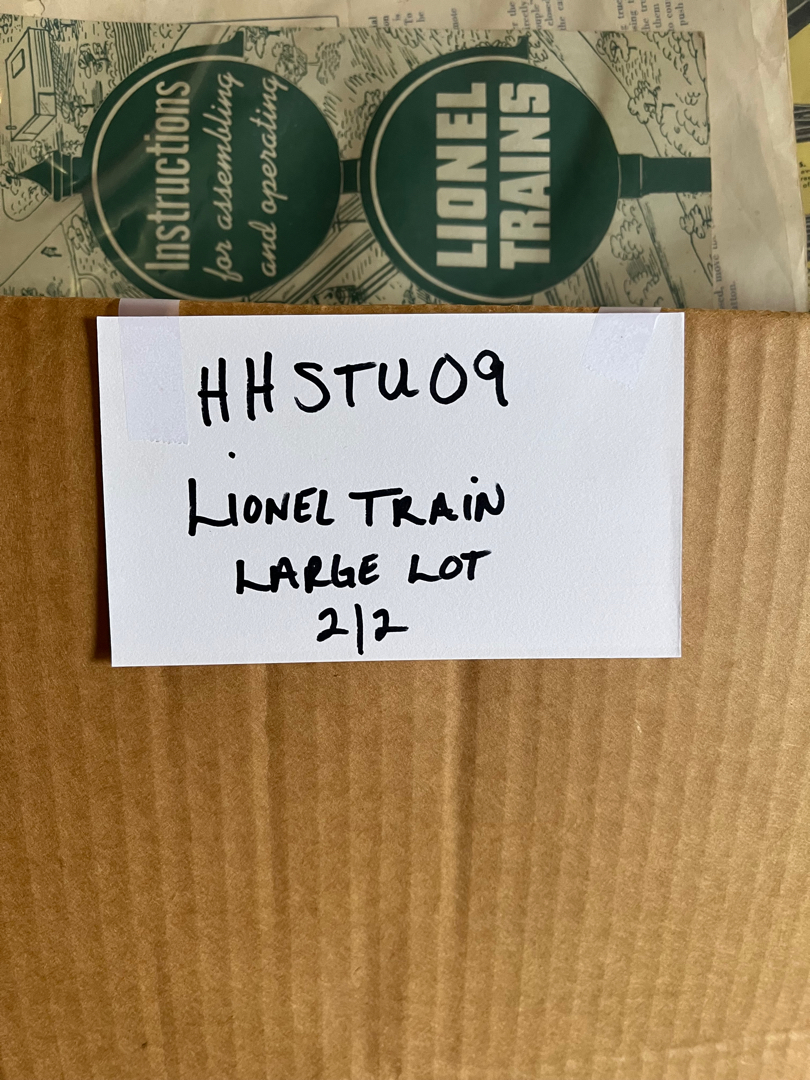 Instructions
for assembling
and operating
LIONEL
TRAINS
HHSTU09
LIONEL TRAIN
LARGE LOT
2/2